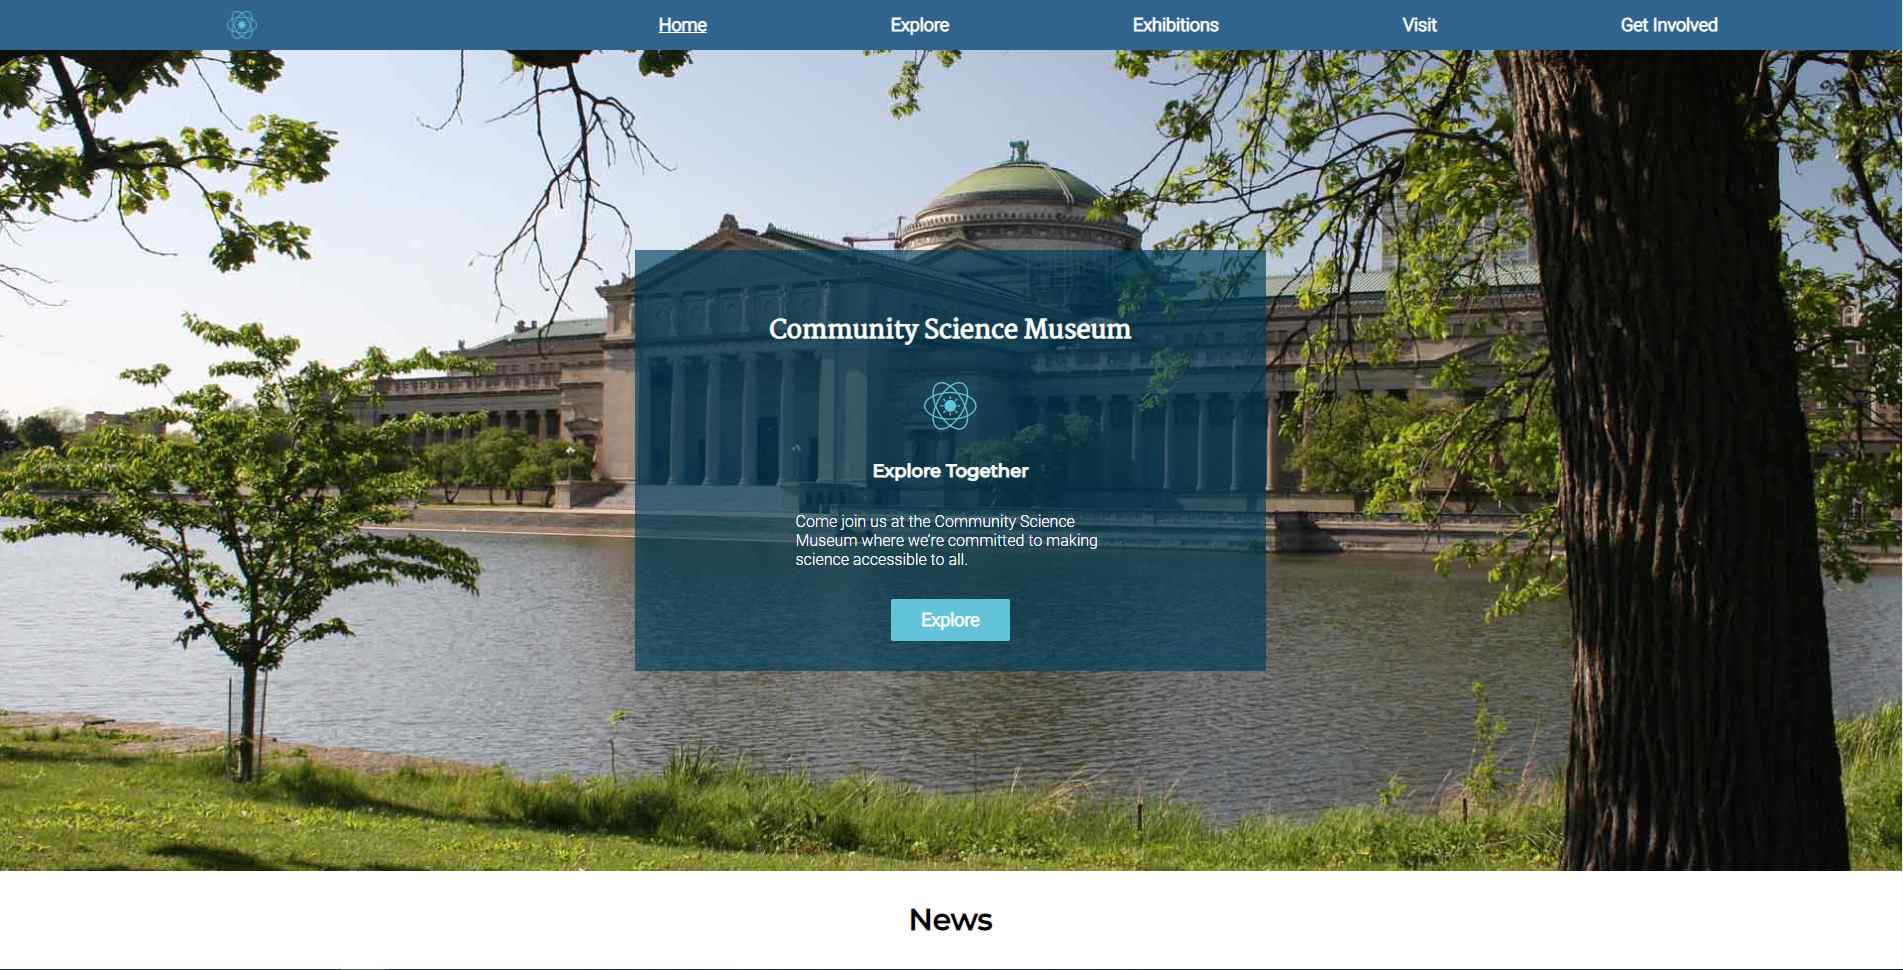 Home Explore Exhibitions Visit Get Involved
Community Science Museum
Explore Together
Come join us at the Community Science
Museum where we're committed to making
science accessible to all.
Explore
News